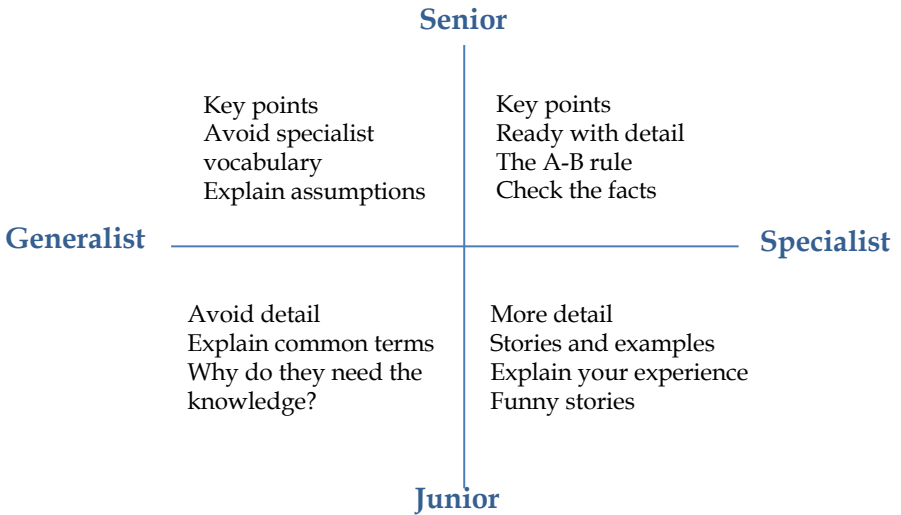 Senior
Key points
Avoid specialist
vocabulary
Explain assumptions
Key points
Ready with detail
The A-B rule
Check the facts
Generalist
Specialist
Avoid detail
Explain common terms
Why do they need the
knowledge?
More detail
Stories and examples
Explain your experience
Funny stories
Junior